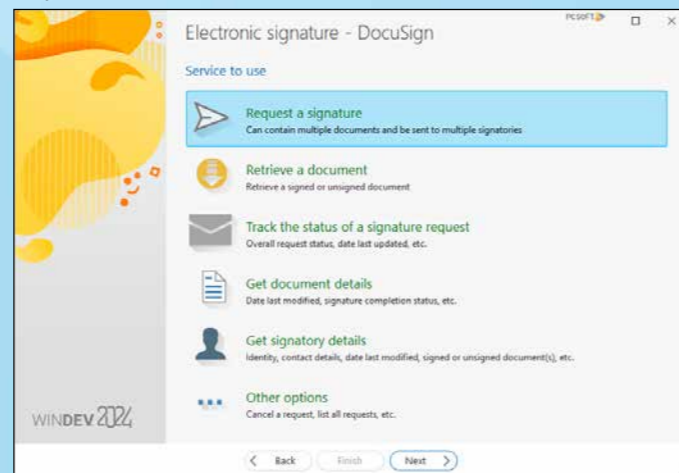 PCSOFT
Electronic signature - DocuSign
Service to use
Request a signature
Can contain multiple documents and be sent to multiple signatories
Retrieve a document
Retrieve a signed or unsigned document
Track the status of a signature request
Overall request status, date last updated, etc.
Get document details
Date last modified, signature completion status, etc.
Get signatory details
Identity, contact details, date last modified, signed or unsigned document(s), etc.
Other options
Cancel a request, list all requests, etc.
WINDEV 2024
Back Finish Next